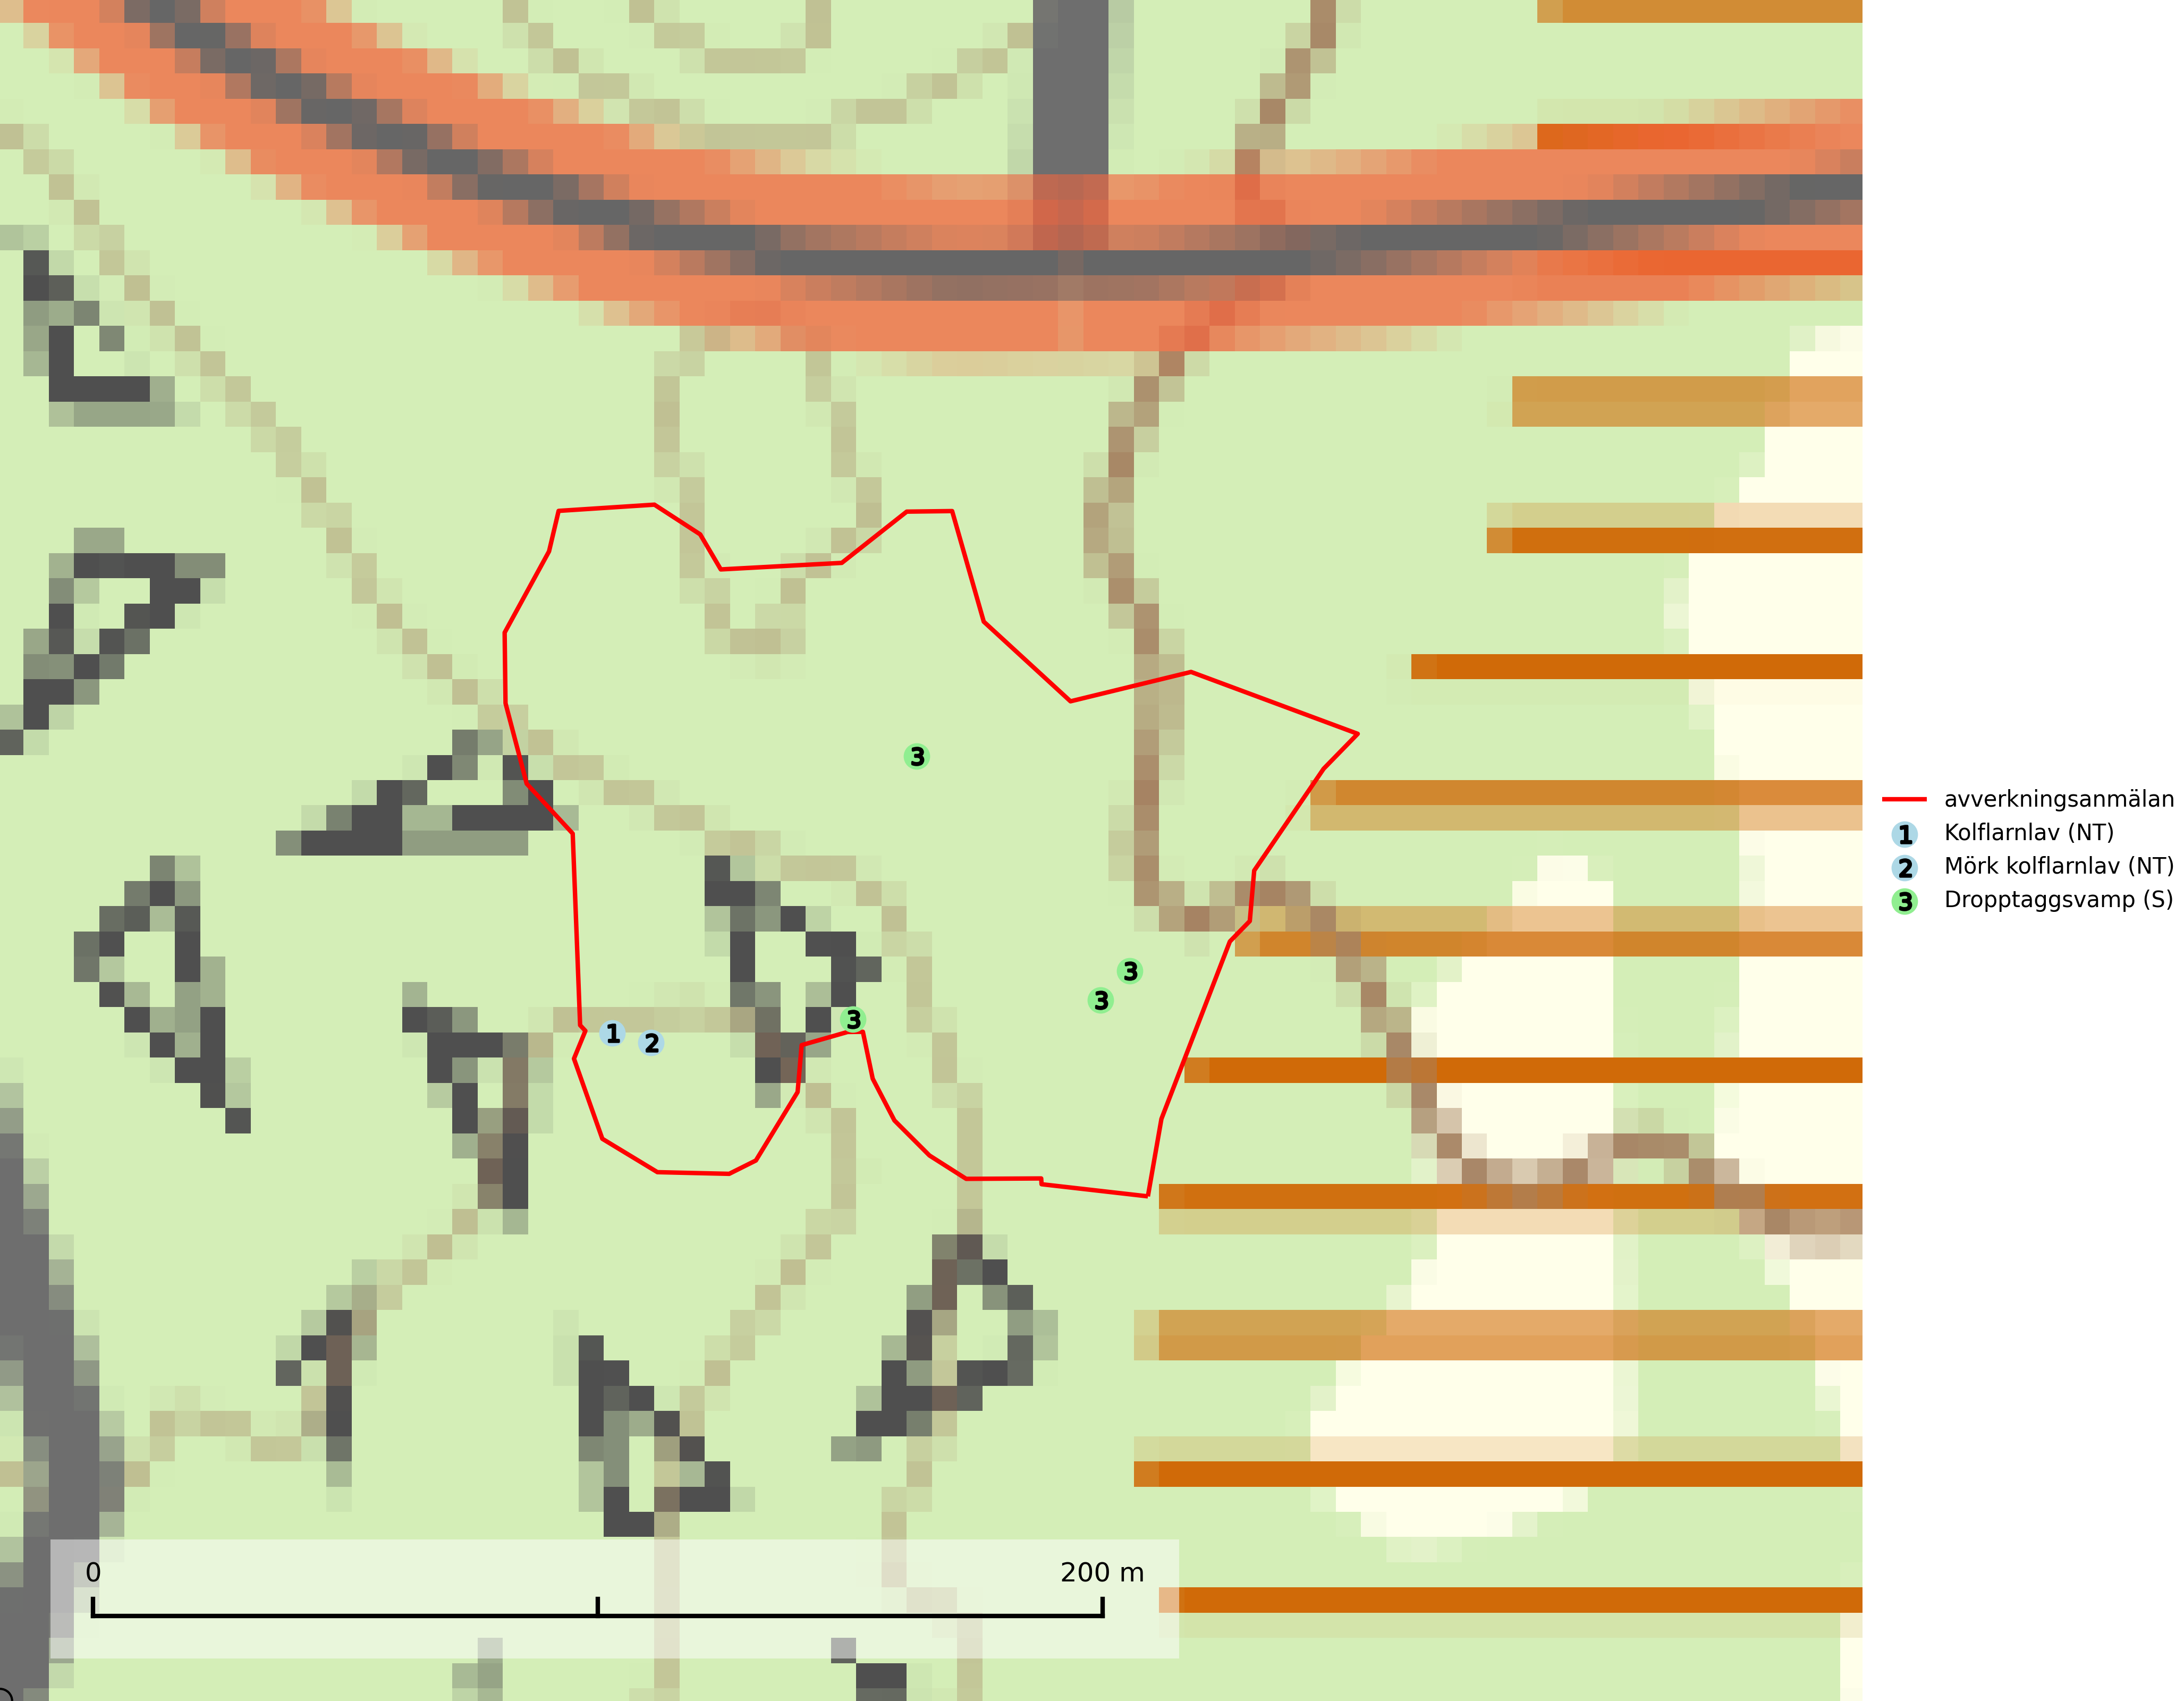 3
3
3
3
1
2
avverkningsanmälan
1 Kolflarnlav (NT)
2 Mörk kolflarnlav (NT)
3 Dropptaggsvamp (S)
0 200 m